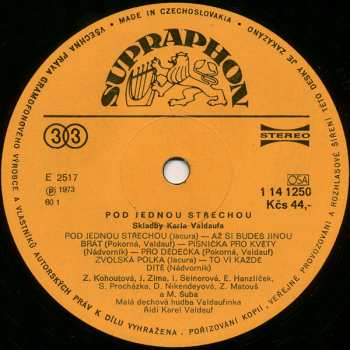 VŠECHNA PRÁVA GRAMOFONOVÉHO VÝROBCE A VLASTNÍKŮ AUTORSKÝCH PRÁV K DÍLU VYHRAŽENA. POŘIZOVÁNÍ KOPIÍ, VEŘEJNÉ PROVOZOVÁNÍ A ROZHLASOVÉ ŠÍŘENÍ TÉTO DESKY JE ZAKÁZÁNO
• MADE IN CZECHOSLOVAKIA •
SUPRAPHON
33
STEREO
E 2517
Ⓟ 1973
60 1
OSA
1 14 1250
Kčs 44,-
POD JEDNOU STŘECHOU
Skladby Karla Valdaufa
POD JEDNOU STŘECHOU (Jacura) — AŽ SI BUDEŠ JINOU
BRÁT (Pokorná, Valdauf) — PÍSNIČKA PRO KVĚTY
(Nádvorník) — PRO DĚDEČKA (Pokorná, Valdauf)
ZVOLSKÁ POLKA (Jacura) — TO VÍ KAŽDÉ
DÍTĚ (Nádvorník)
Z. Kohoutová, I. Zíma, I. Seinerová, E. Hanzlíček,
S. Procházka, D. Nikendeyová, Z. Matouš
a M. Šuba
Malá dechová hudba Valdaufinka
Řídí Karel Valdauf